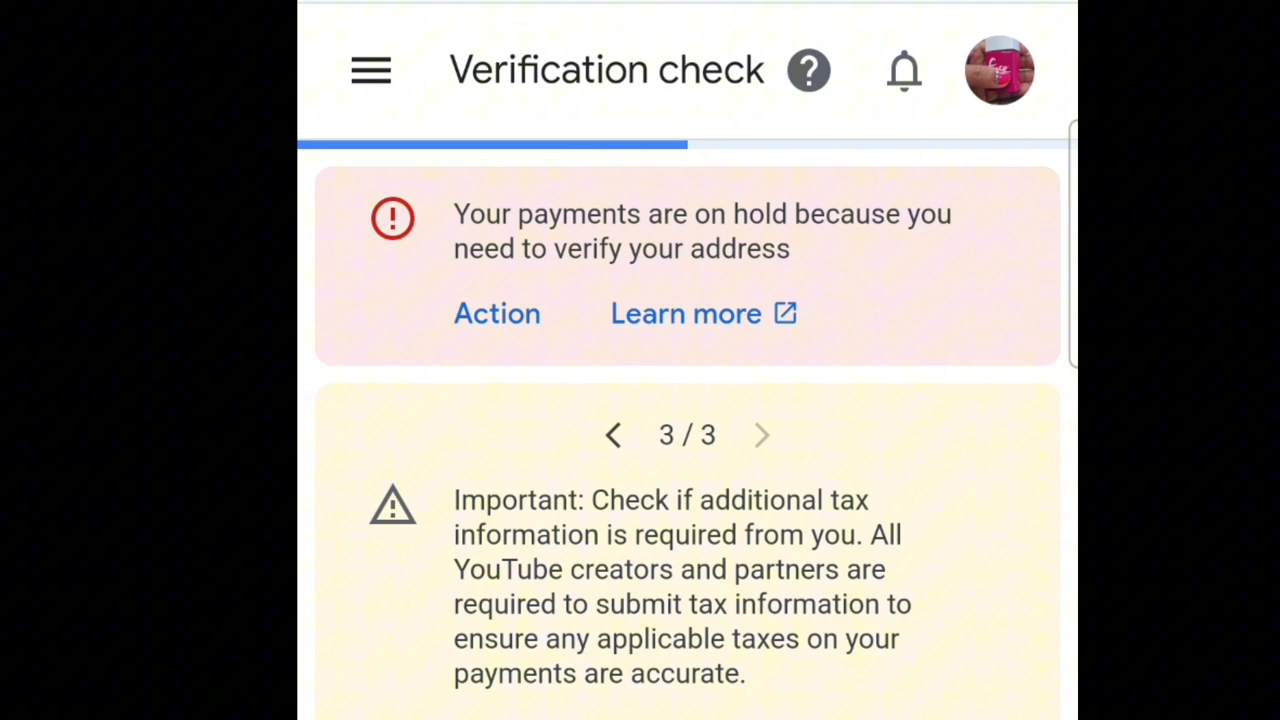 Verification check
Your payments are on hold because you
need to verify your address
Action Learn more
3 / 3
Important: Check if additional tax
information is required from you. All
YouTube creators and partners are
required to submit tax information to
ensure any applicable taxes on your
payments are accurate.